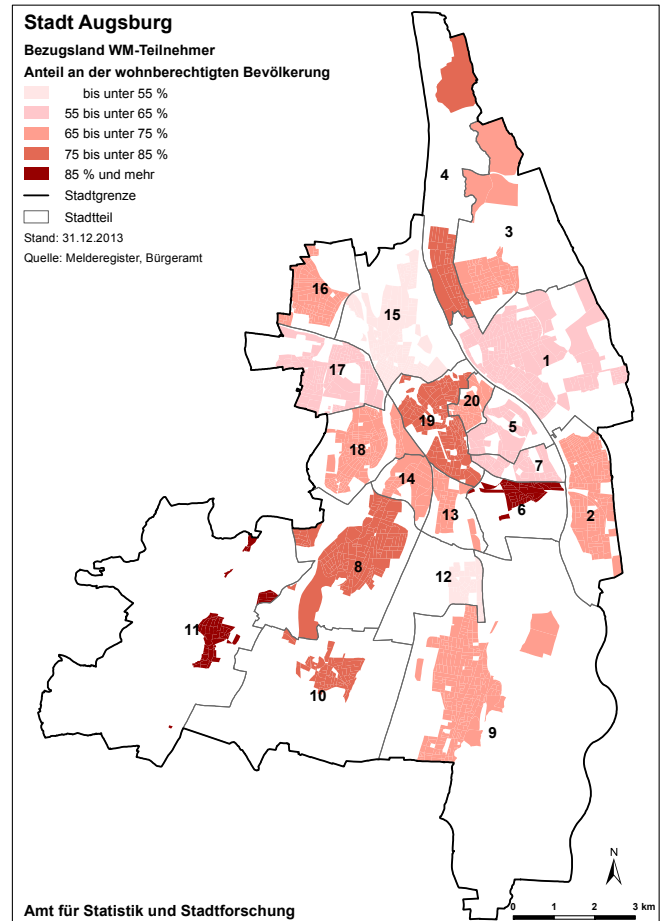 Stadt Augsburg
Bezugsland WM-Teilnehmer
Anteil an der wohnberechtigten Bevölkerung
bis unter 55 %
55 bis unter 65 %
65 bis unter 75 %
75 bis unter 85 %
85 % und mehr
Stadtgrenze
Stadtteil
Stand: 31.12.2013
Quelle: Melderegister, Bürgeramt
4
3
16
15
1
17
20
19
5
18
7
14
6
13
2
8
12
11
10
9
N
Amt für Statistik und Stadtforschung
0 1 2 3 km